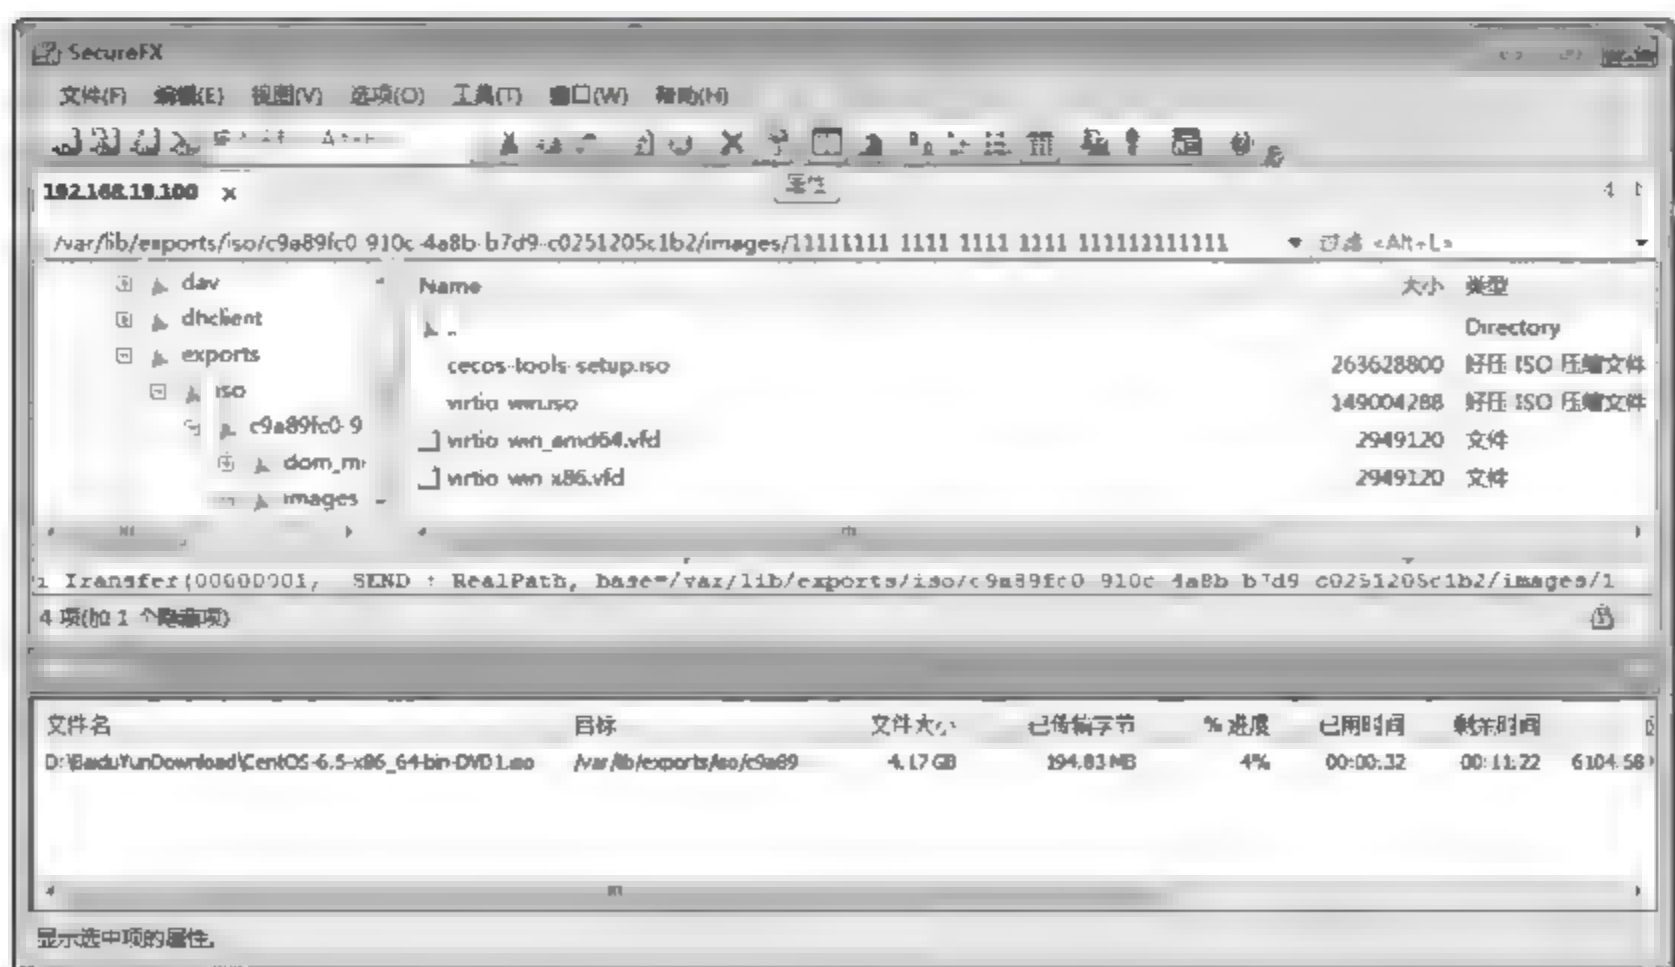 SecureFX
文件(F) 编辑(E) 视图(V) 选项(O) 工具(T) 窗口(W) 帮助(H)
192.168.19.100
属性
/var/lib/exports/iso/c9a89fc0-910c-4a8b-b7d9-c0251205c1b2/images/11111111-1111-1111-1111-111111111111 过滤 <Alt+L>
dav
dhclient
exports
iso
c9a89fc0-9
dom_m
images
Name 大小 类型
.. Directory
cecos-tools-setup.iso 263628800 好压 ISO 压缩文件
virtio-win.iso 149004288 好压 ISO 压缩文件
virtio-win_amd64.vfd 2949120 文件
virtio-win_x86.vfd 2949120 文件
i Transfer(00000001, SEND : RealPath, base=/var/lib/exports/iso/c9a89fc0-910c-4a8b-b7d9-c0251205c1b2/images/1
4 项(加 1 个隐藏项)
文件名 目标 文件大小 已传输字节 % 进度 已用时间 剩余时间
D:\BaiduYunDownload\CentOS-6.5-x86_64-bin-DVD1.iso /var/lib/exports/iso/c9a89 4.17 GB 194.83 MB 4% 00:00:32 00:11:22 6104.58
显示选中项的属性。